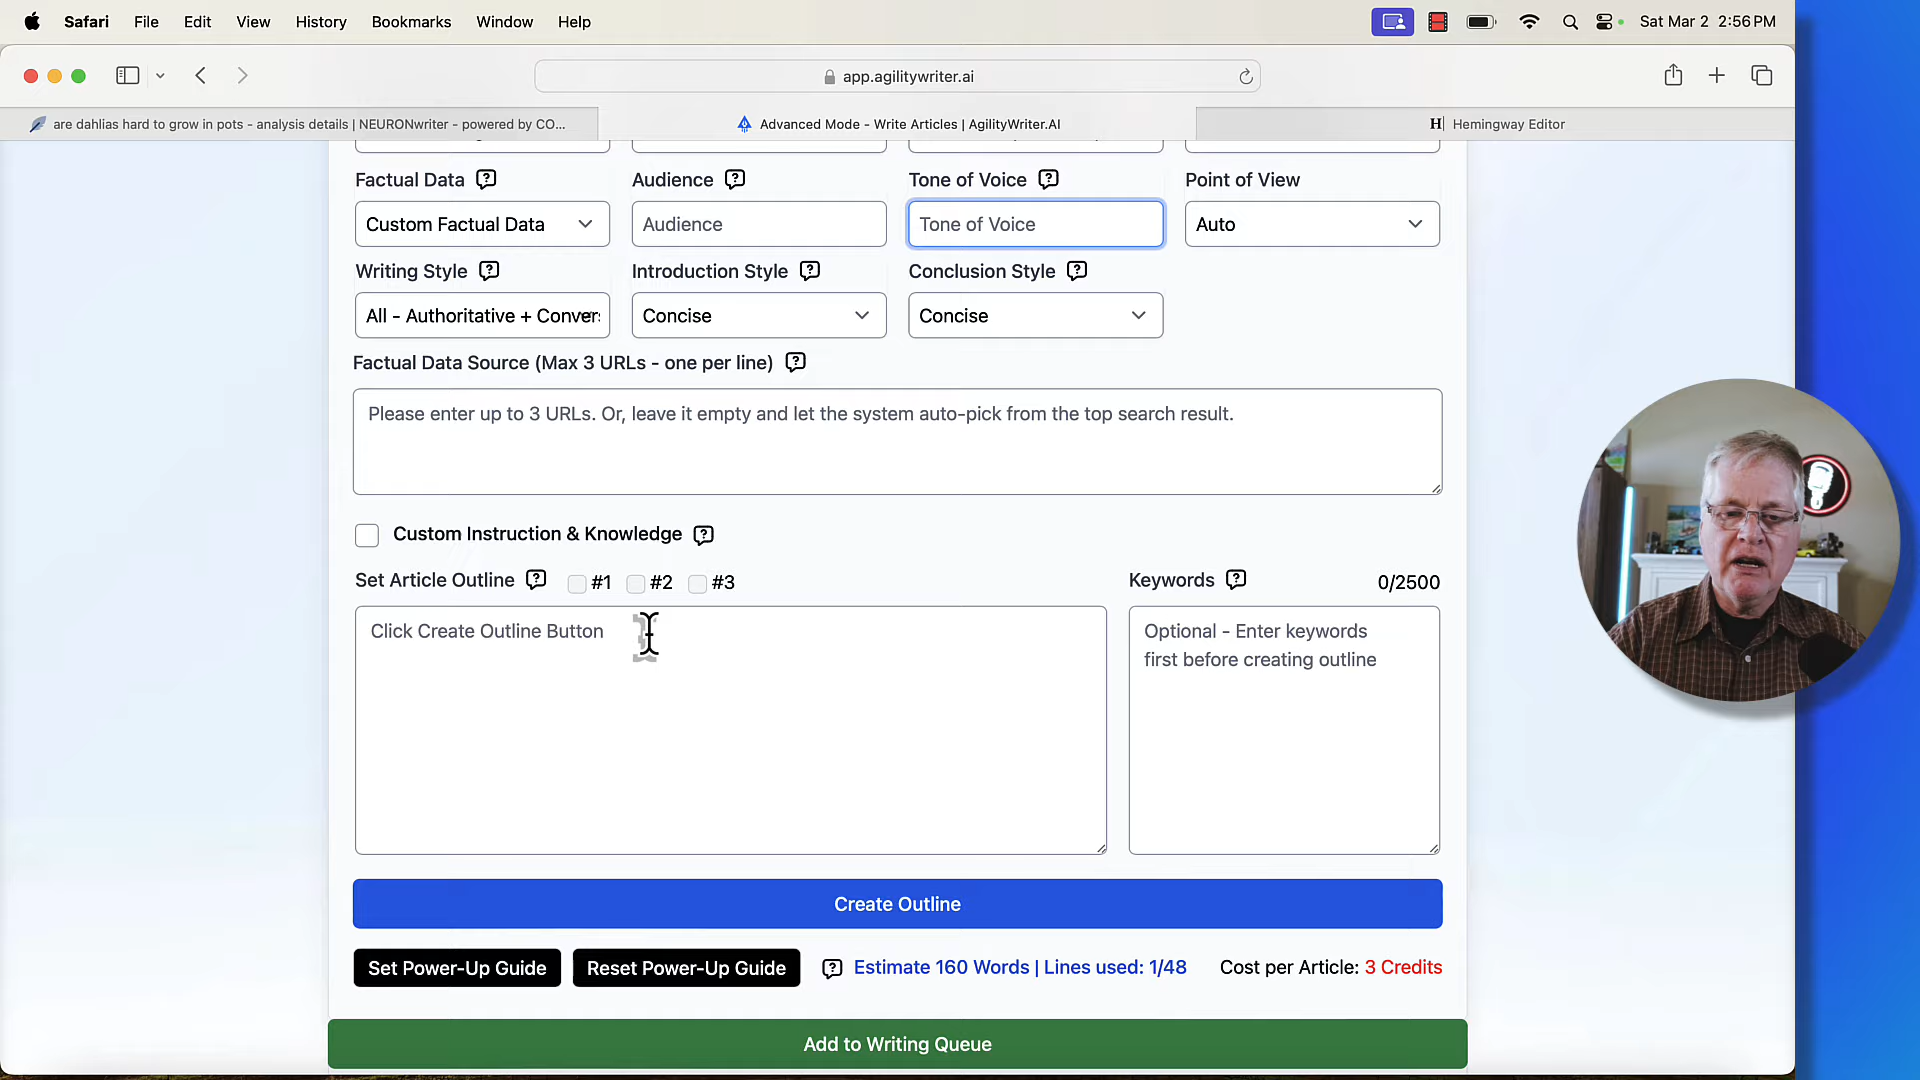 Safari File Edit View History Bookmarks Window Help Sat Mar 2 2:56 PM
app.agilitywriter.ai
are dahlias hard to grow in pots - analysis details | NEURONwriter - powered by CO... Advanced Mode - Write Articles | AgilityWriter.AI Hemingway Editor
Factual Data Audience Tone of Voice Point of View
Custom Factual Data Audience Tone of Voice Auto
Writing Style Introduction Style Conclusion Style
All - Authoritative + Convers Concise Concise
Factual Data Source (Max 3 URLs - one per line)
Please enter up to 3 URLs. Or, leave it empty and let the system auto-pick from the top search result.
Custom Instruction & Knowledge
Set Article Outline #1 #2 #3 Keywords 0/2500
Click Create Outline Button Optional - Enter keywords
first before creating outline
Create Outline
Set Power-Up Guide Reset Power-Up Guide Estimate 160 Words | Lines used: 1/48 Cost per Article: 3 Credits
Add to Writing Queue